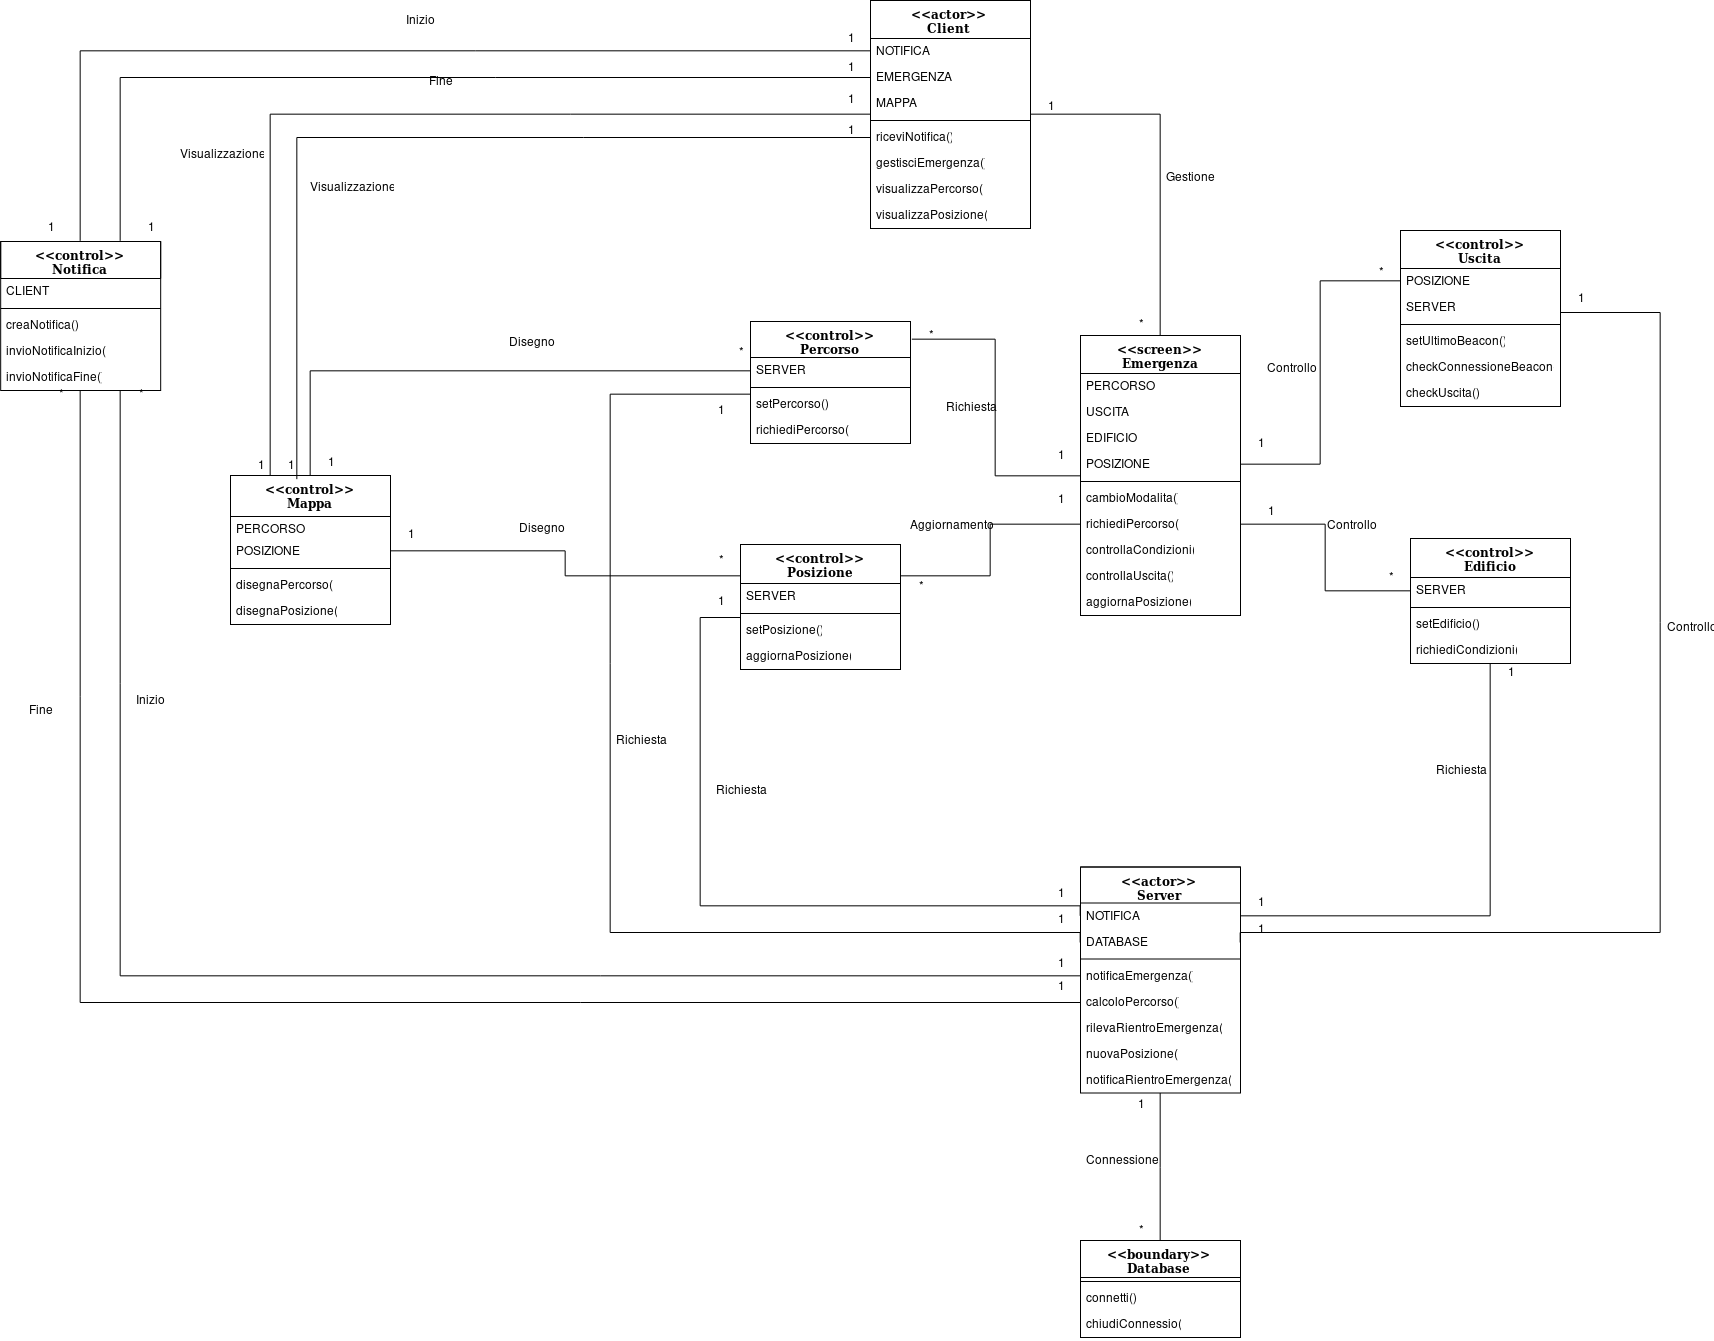 Inizio
<<actor>>
Client
NOTIFICA
EMERGENZA
MAPPA
riceviNotifica()
gestisciEmergenza(
visualizzaPercorso(
visualizzaPosizione(
1
1
1
1
1
Fine
Visualizzazione
Visualizzazione
Gestione
1
1
<<control>>
Notifica
CLIENT
creaNotifica()
invioNotificaInizio(
invioNotificaFine(
*
*
<<control>>
Uscita
POSIZIONE
SERVER
setUltimoBeacon()
checkConnessioneBeacon
checkUscita()
*
1
Controllo
1
*
<<screen>>
Emergenza
PERCORSO
USCITA
EDIFICIO
POSIZIONE
cambioModalita(
richiediPercorso(
controllaCondizioni(
controllaUscita()
aggiornaPosizione(
Disegno
*
<<control>>
Percorso
SERVER
setPercorso()
richiediPercorso(
*
1
Richiesta
1
1
1
1
1
<<control>>
Mappa
PERCORSO
POSIZIONE
disegnaPercorso(
disegnaPosizione(
1
Disegno
*
<<control>>
Posizione
SERVER
setPosizione()
aggiornaPosizione(
1
*
Aggiornamento
1
Controllo
*
<<control>>
Edificio
SERVER
setEdificio()
richiediCondizioni(
1
Controllo
Fine
Inizio
Richiesta
Richiesta
Richiesta
1
1
1
1
1
1
<<actor>>
Server
NOTIFICA
DATABASE
notificaEmergenza(
calcoloPercorso(
rilevaRientroEmergenza(
nuovaPosizione(
notificaRientroEmergenza(
1
Connessione
*
<<boundary>>
Database
connetti()
chiudiConnessio(